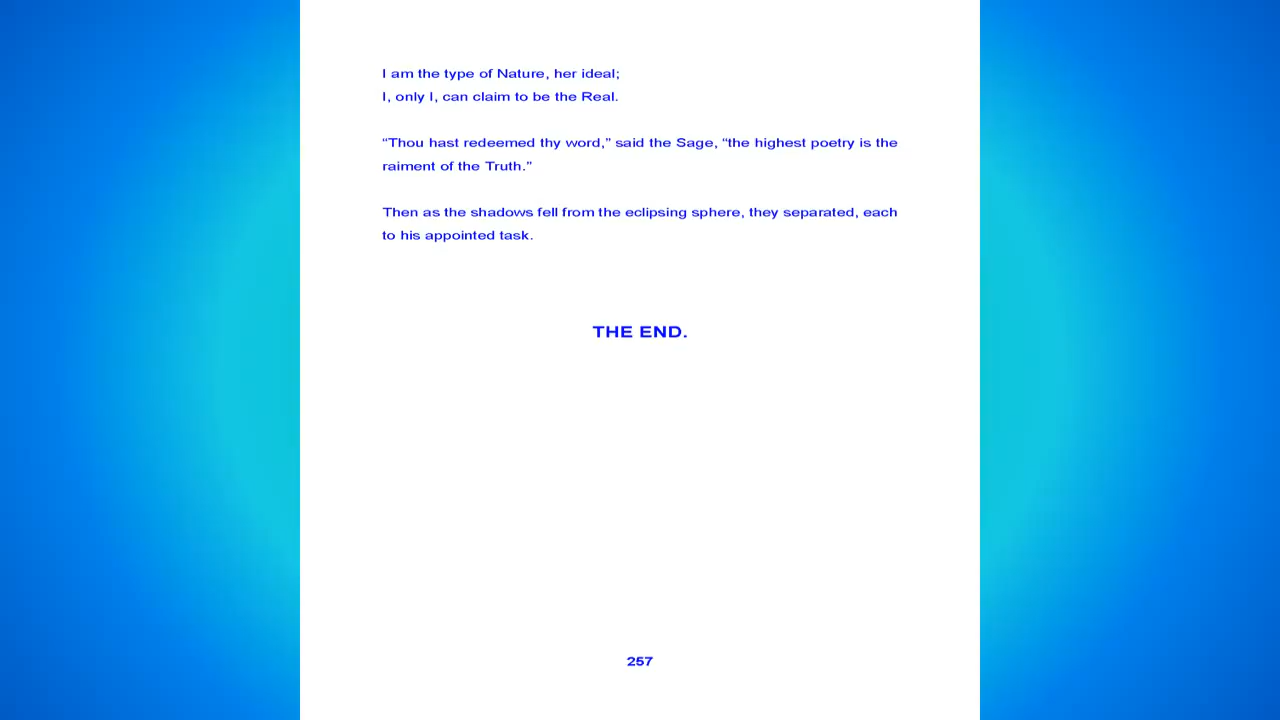 I am the type of Nature, her ideal;
I, only I, can claim to be the Real.
“Thou hast redeemed thy word,” said the Sage, “the highest poetry is the
raiment of the Truth.”
Then as the shadows fell from the eclipsing sphere, they separated, each
to his appointed task.
THE END.
257